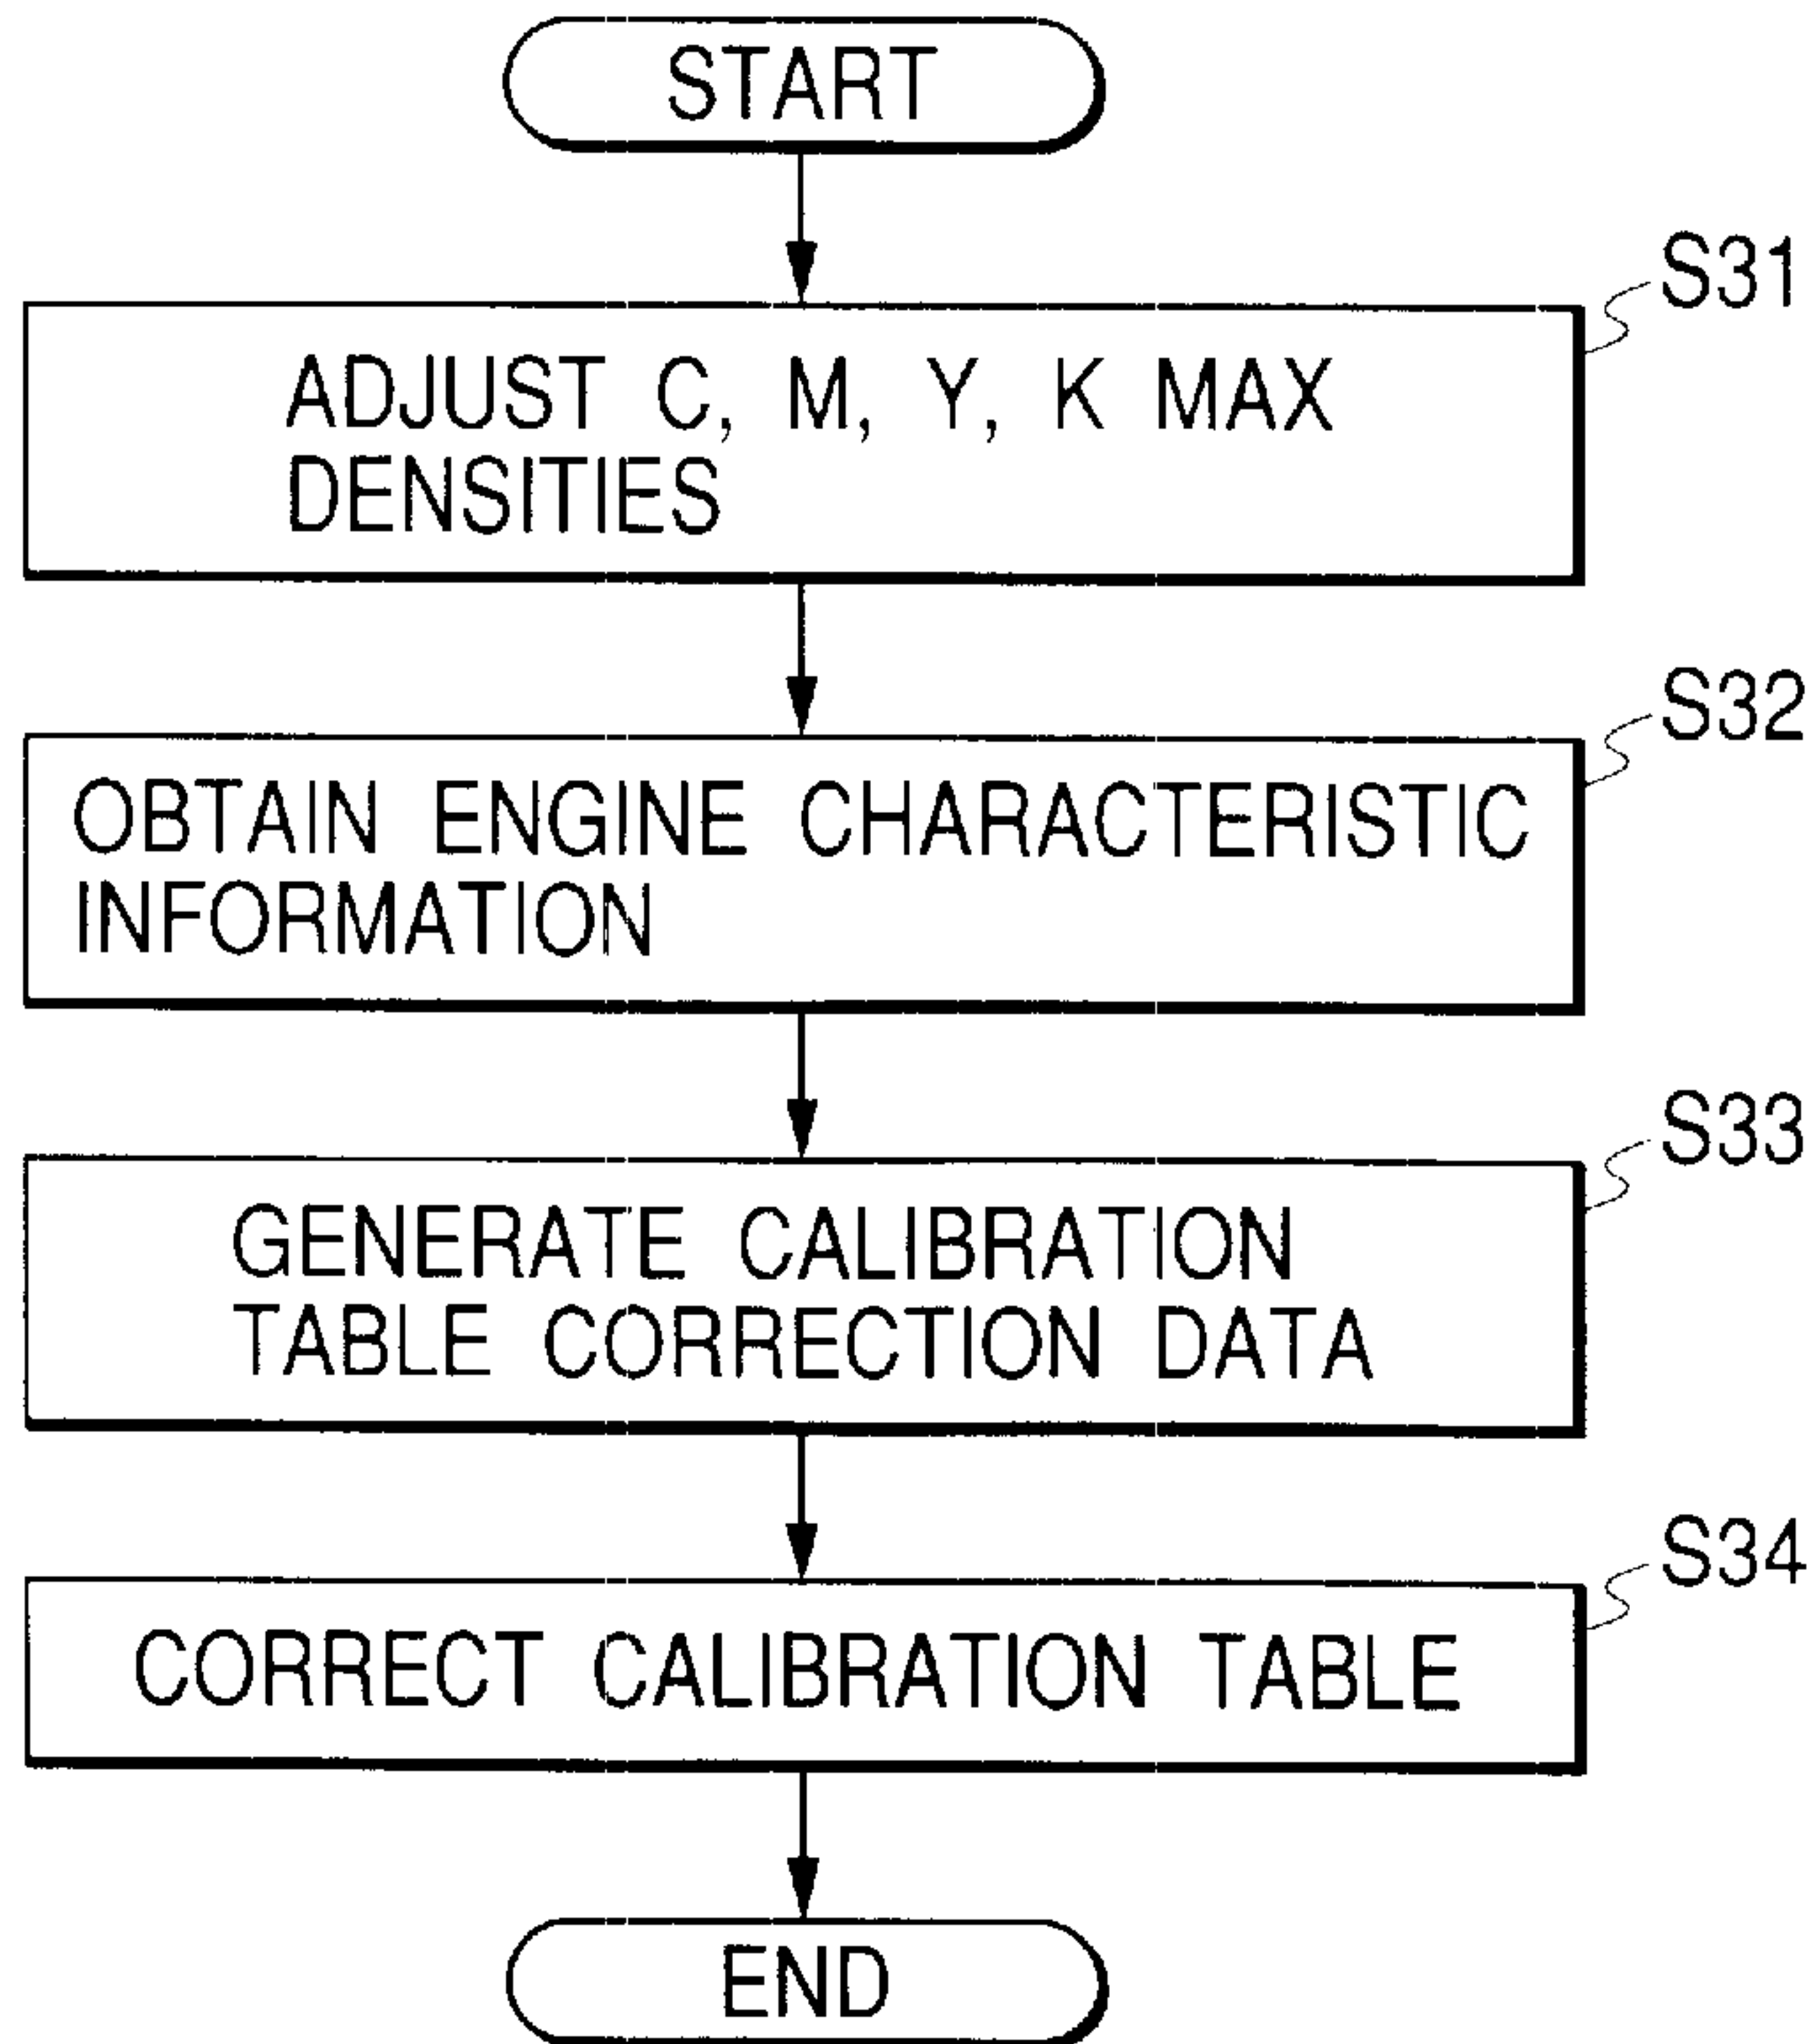 START
S31
ADJUST C, M, Y, K MAX
DENSITIES
S32
OBTAIN ENGINE CHARACTERISTIC
INFORMATION
S33
GENERATE CALIBRATION
TABLE CORRECTION DATA
S34
CORRECT CALIBRATION TABLE
END